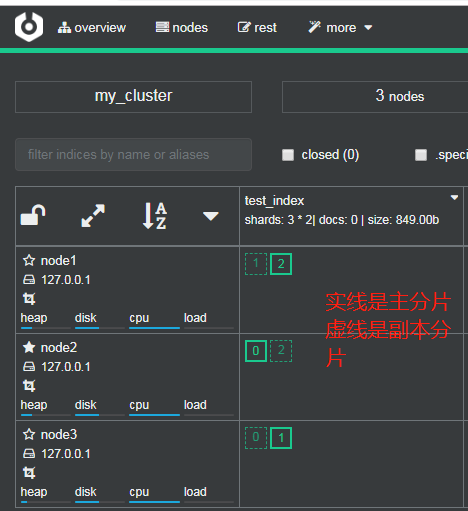 overview nodes rest more
my_cluster
3 nodes
filter indices by name or aliases
closed (0)
.speci
A
Z
test_index
shards: 3 * 2| docs: 0 | size: 849.00b
node1
127.0.0.1
heap disk cpu load
1 2
实线是主分片
虚线是副本分
片
node2
127.0.0.1
heap disk cpu load
0 2
node3
127.0.0.1
heap disk cpu load
0 1